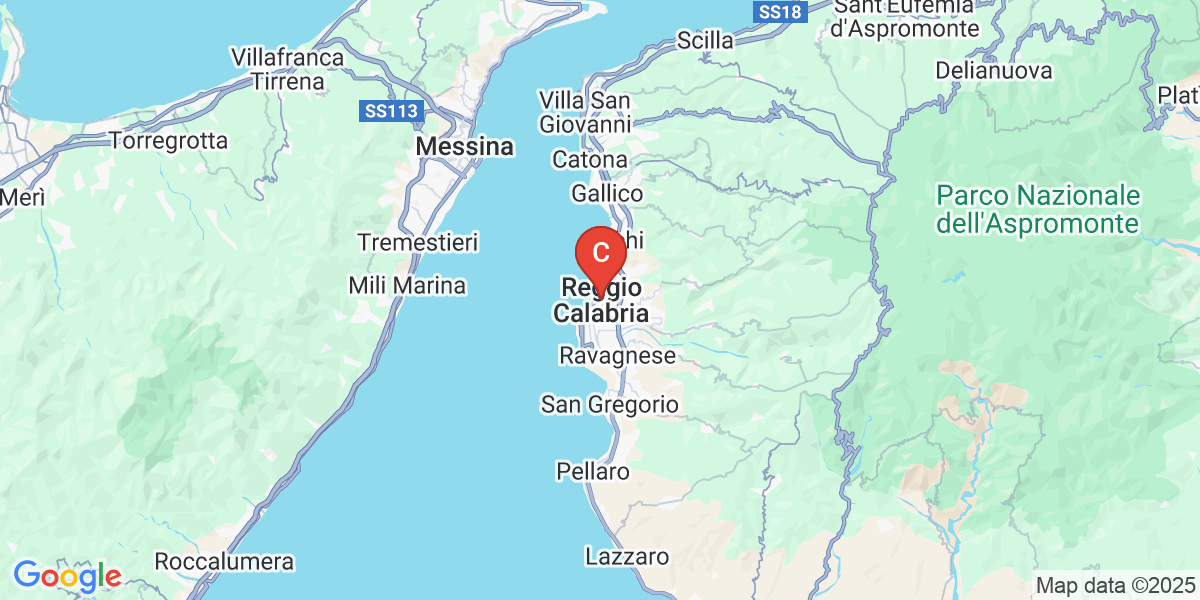 SS18
Sant'Eufemia
d'Aspromonte
Scilla
Villafranca
Tirrena
Delianuova
Villa San
Giovanni
SS113
Torregrotta
Messina
Catona
Merì
Gallico
Parco Nazionale
dell'Aspromonte
Tremestieri
C
Mili Marina
Reggio
Calabria
Ravagnese
San Gregorio
Pellaro
Lazzaro
Roccalumera
Google
Map data ©2025